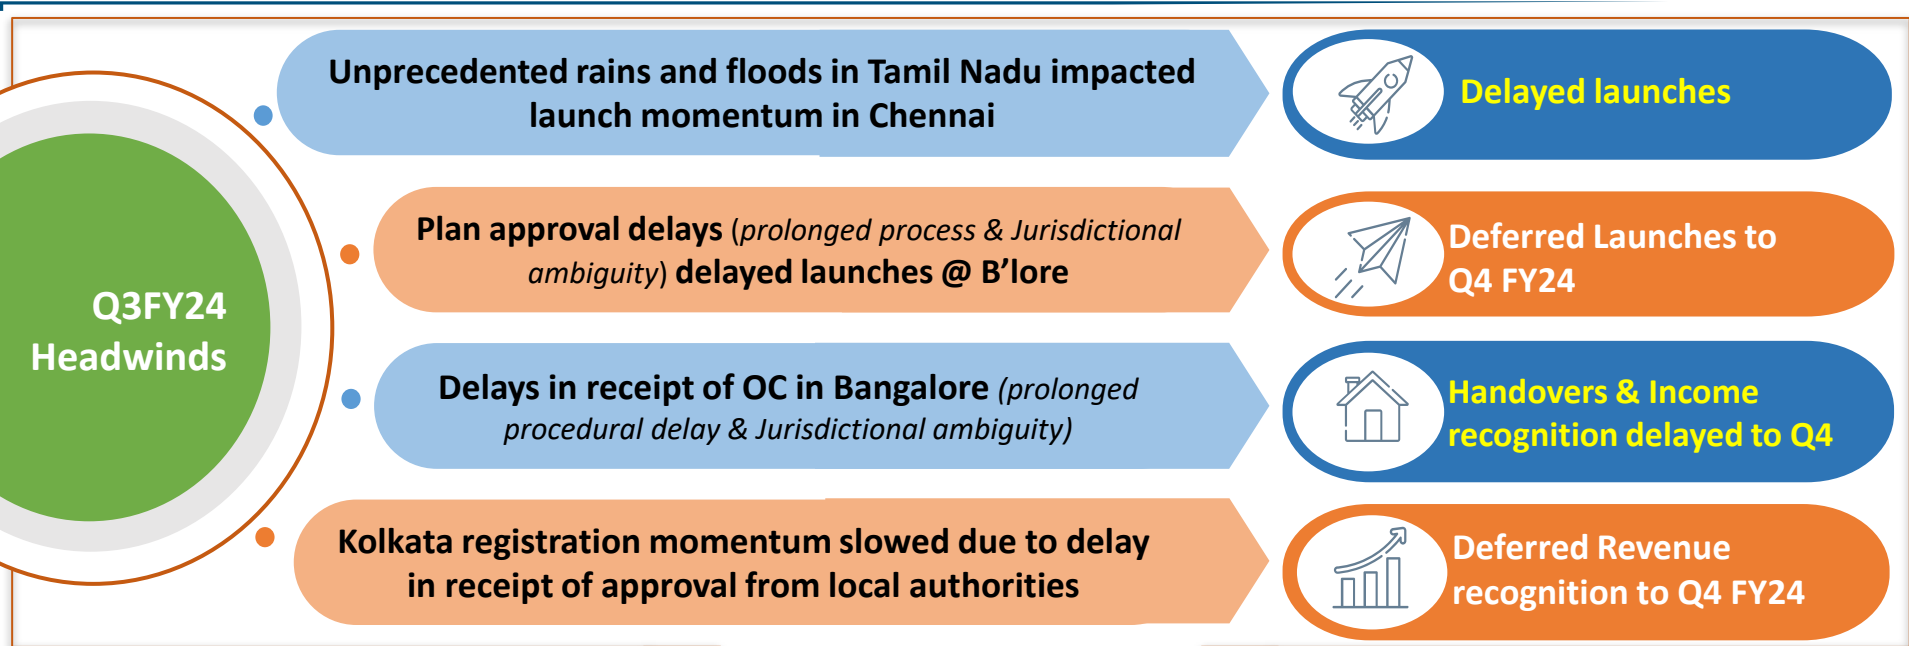 Q3FY24
Headwinds
Unprecedented rains and floods in Tamil Nadu impacted
launch momentum in Chennai
Delayed launches
Plan approval delays (prolonged process & Jurisdictional
ambiguity) delayed launches @ B’lore
Deferred Launches to
Q4 FY24
Delays in receipt of OC in Bangalore (prolonged
procedural delay & Jurisdictional ambiguity)
Handovers & Income
recognition delayed to Q4
Kolkata registration momentum slowed due to delay
in receipt of approval from local authorities
Deferred Revenue
recognition to Q4 FY24